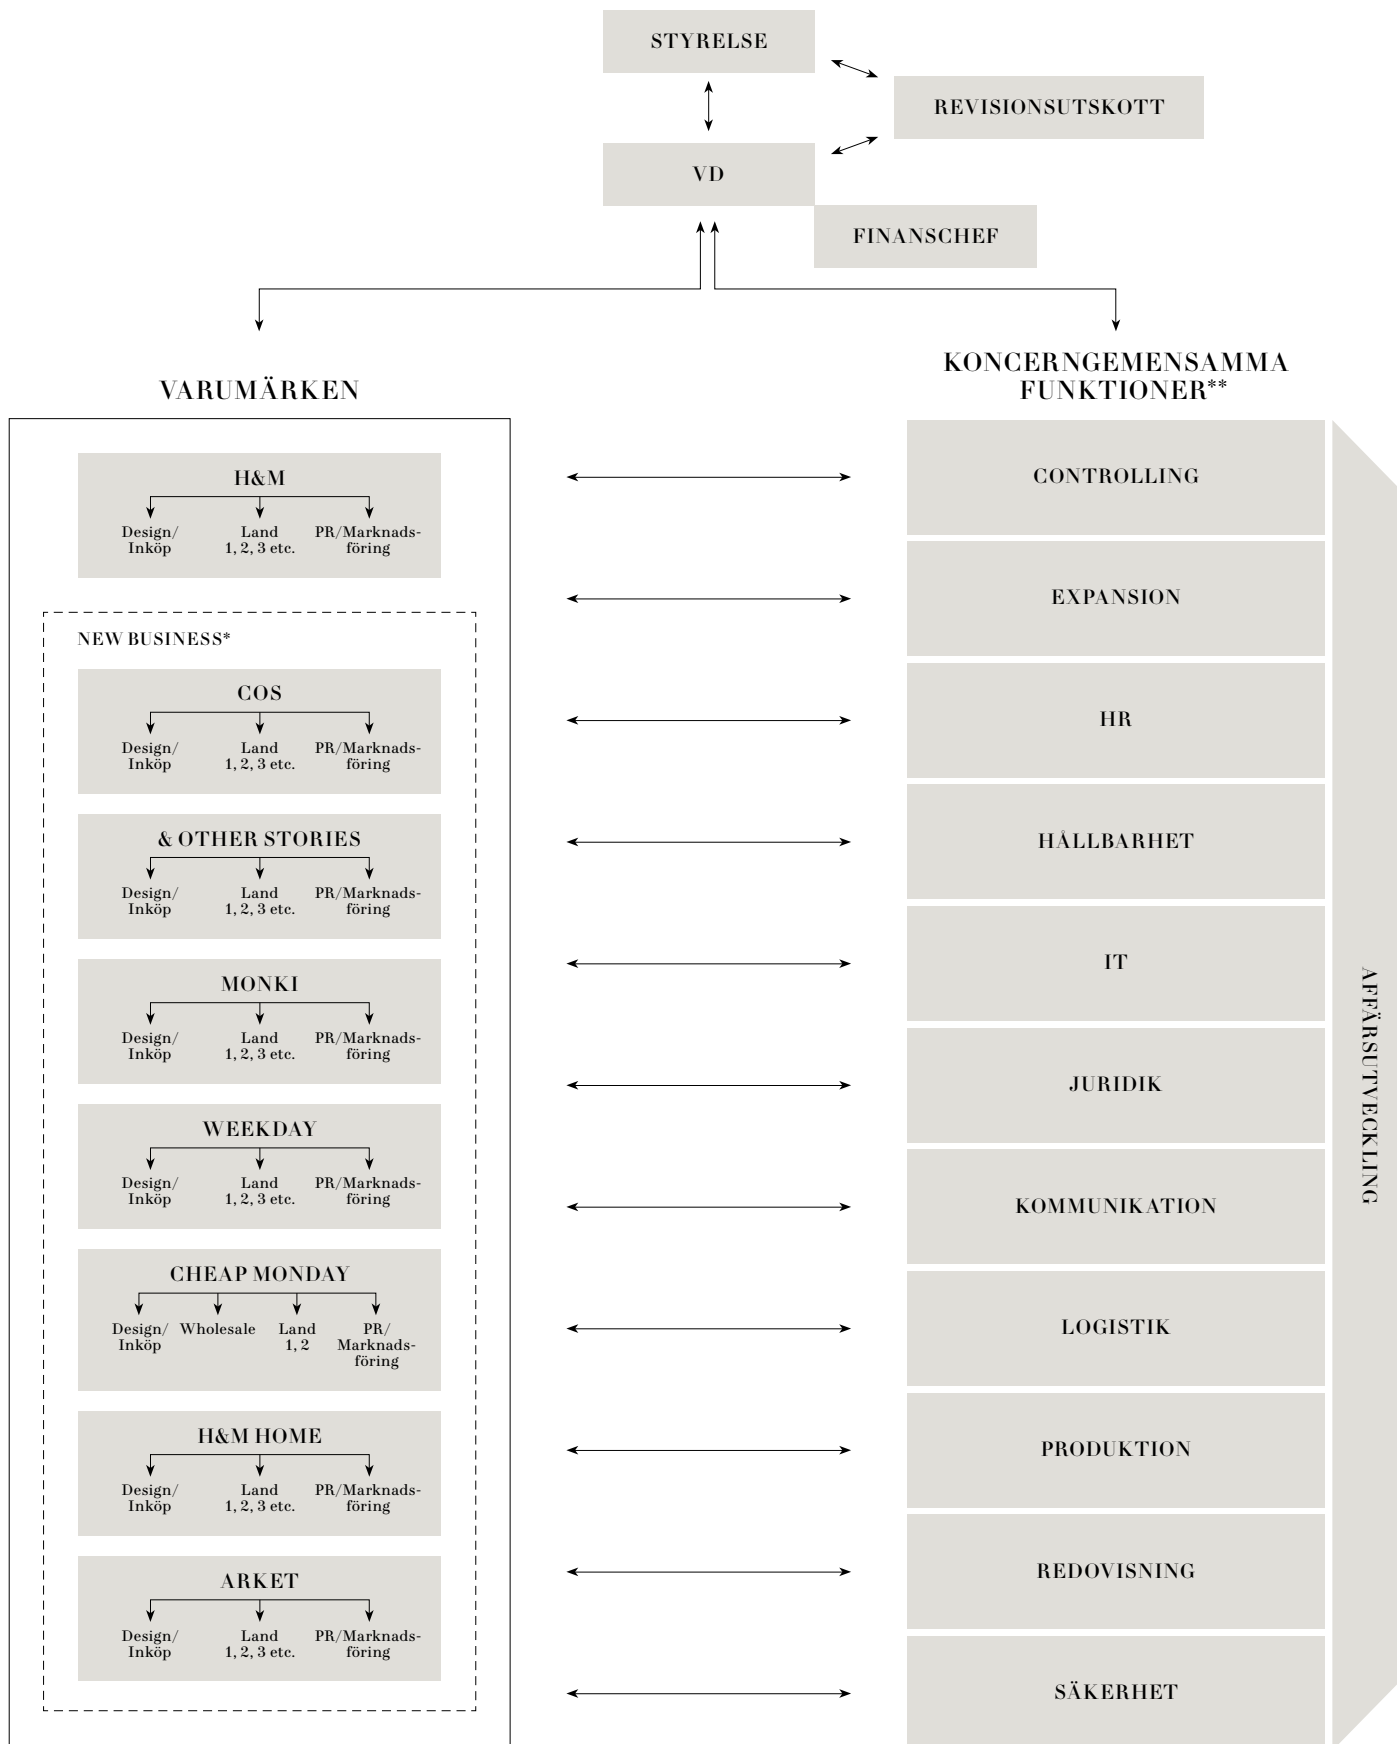 STYRELSE
REVISIONSUTSKOTT
VD
FINANSCHEF
VARUMÄRKEN
H&M
Design/ Land PR/Marknads-
Inköp 1, 2, 3 etc. föring
NEW BUSINESS*
COS
Design/ Land PR/Marknads-
Inköp 1, 2, 3 etc. föring
& OTHER STORIES
Design/ Land PR/Marknads-
Inköp 1, 2, 3 etc. föring
MONKI
Design/ Land PR/Marknads-
Inköp 1, 2, 3 etc. föring
WEEKDAY
Design/ Land PR/Marknads-
Inköp 1, 2, 3 etc. föring
CHEAP MONDAY
Design/ Wholesale Land PR/
Inköp 1, 2 Marknads-
föring
H&M HOME
Design/ Land PR/Marknads-
Inköp 1, 2, 3 etc. föring
ARKET
Design/ Land PR/Marknads-
Inköp 1, 2, 3 etc. föring
KONCERNGEMENSAMMA
FUNKTIONER**
CONTROLLING
EXPANSION
HR
HÅLLBARHET
IT
JURIDIK
KOMMUNIKATION
LOGISTIK
PRODUKTION
REDOVISNING
SÄKERHET
AFFÄRSUTVECKLING